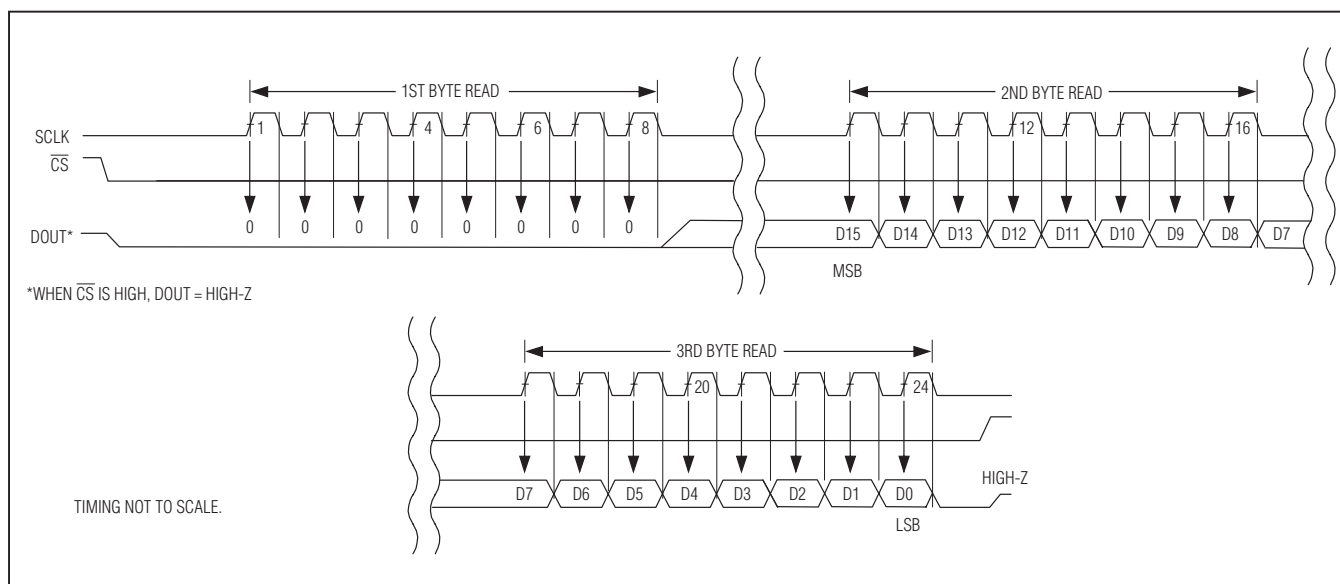 1ST BYTE READ
2ND BYTE READ
SCLK
1 4 6 8 12 16
CS
0 0 0 0 0 0 0 0
DOUT*
D15 D14 D13 D12 D11 D10 D9 D8 D7
MSB
*WHEN CS IS HIGH, DOUT = HIGH-Z
3RD BYTE READ
20 24
HIGH-Z
D7 D6 D5 D4 D3 D2 D1 D0
TIMING NOT TO SCALE.
LSB